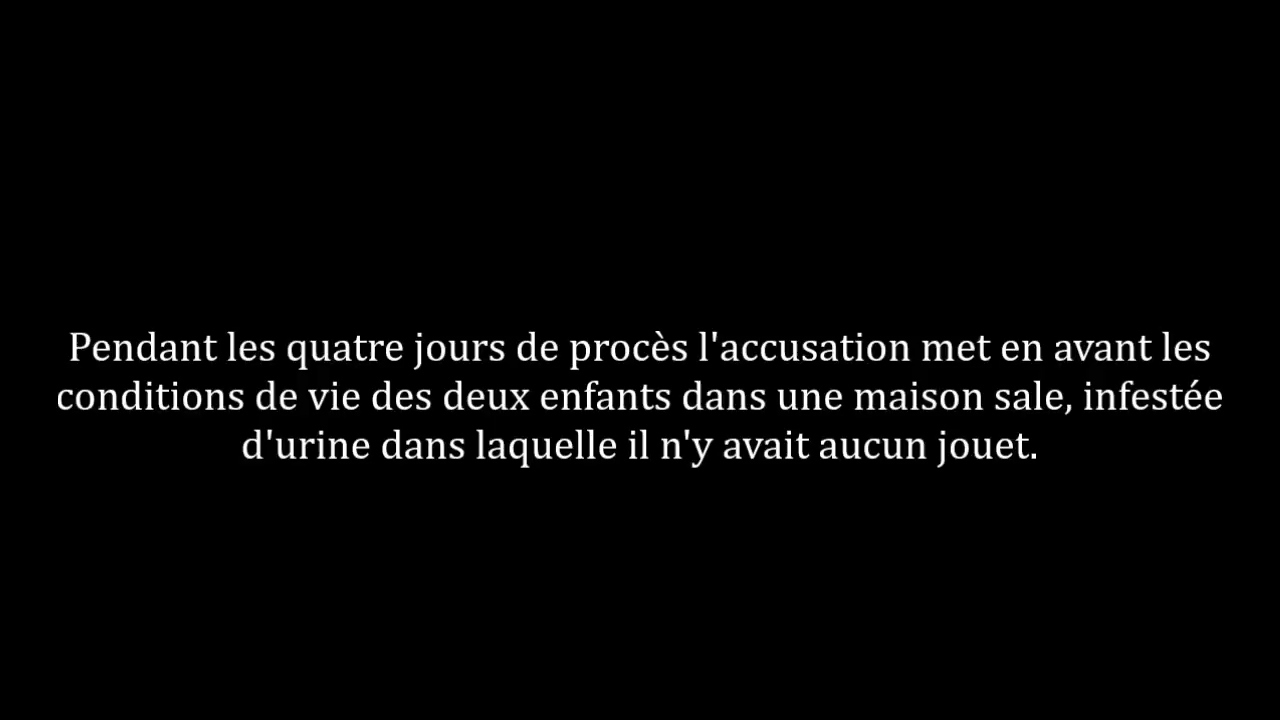 Pendant les quatre jours de procès l'accusation met en avant les
conditions de vie des deux enfants dans une maison sale, infestée
d'urine dans laquelle il n'y avait aucun jouet.